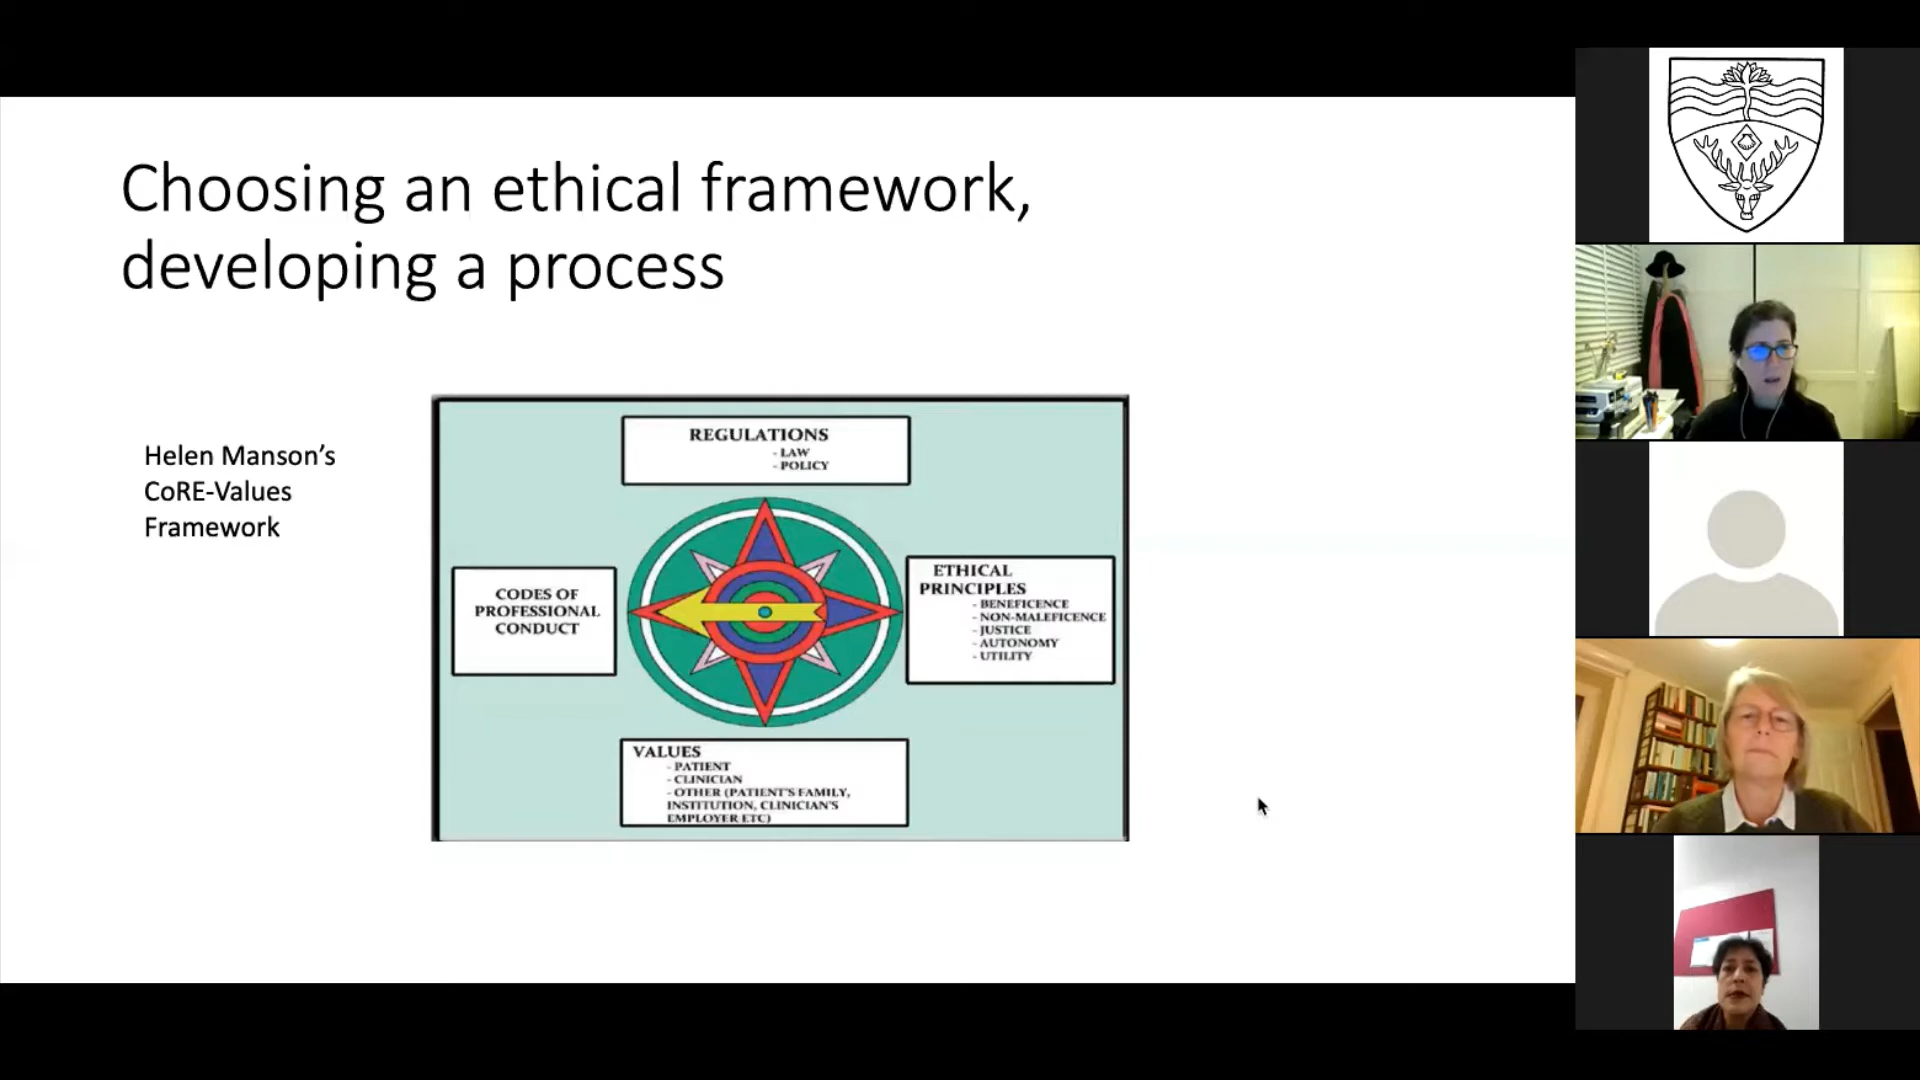 Choosing an ethical framework,
developing a process
Helen Manson’s
CoRE-Values
Framework
REGULATIONS
- LAW
- POLICY
CODES OF
PROFESSIONAL
CONDUCT
ETHICAL
PRINCIPLES
- BENEFICENCE
- NON-MALEFICENCE
- JUSTICE
- AUTONOMY
- UTILITY
VALUES
- PATIENT
- CLINICIAN
- OTHER (PATIENT'S FAMILY,
INSTITUTION, CLINICIAN'S
EMPLOYER ETC)